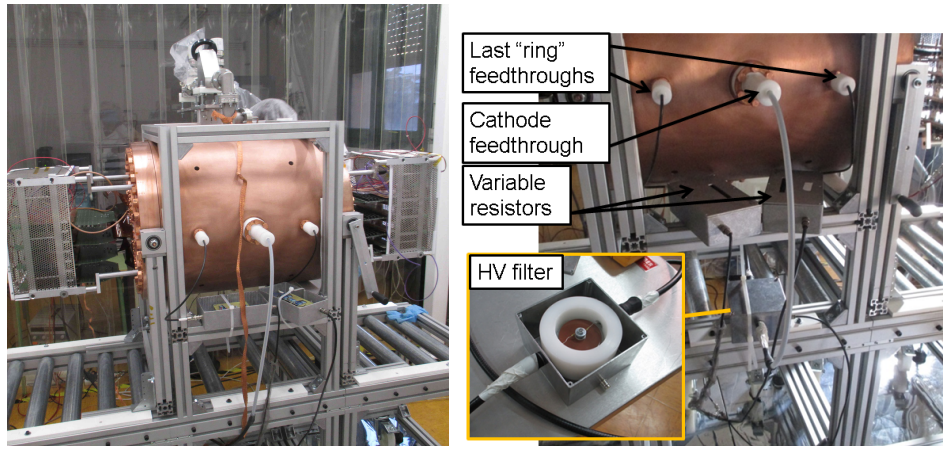 Last “ring”
feedthroughs
Cathode
feedthrough
Variable
resistors
HV filter